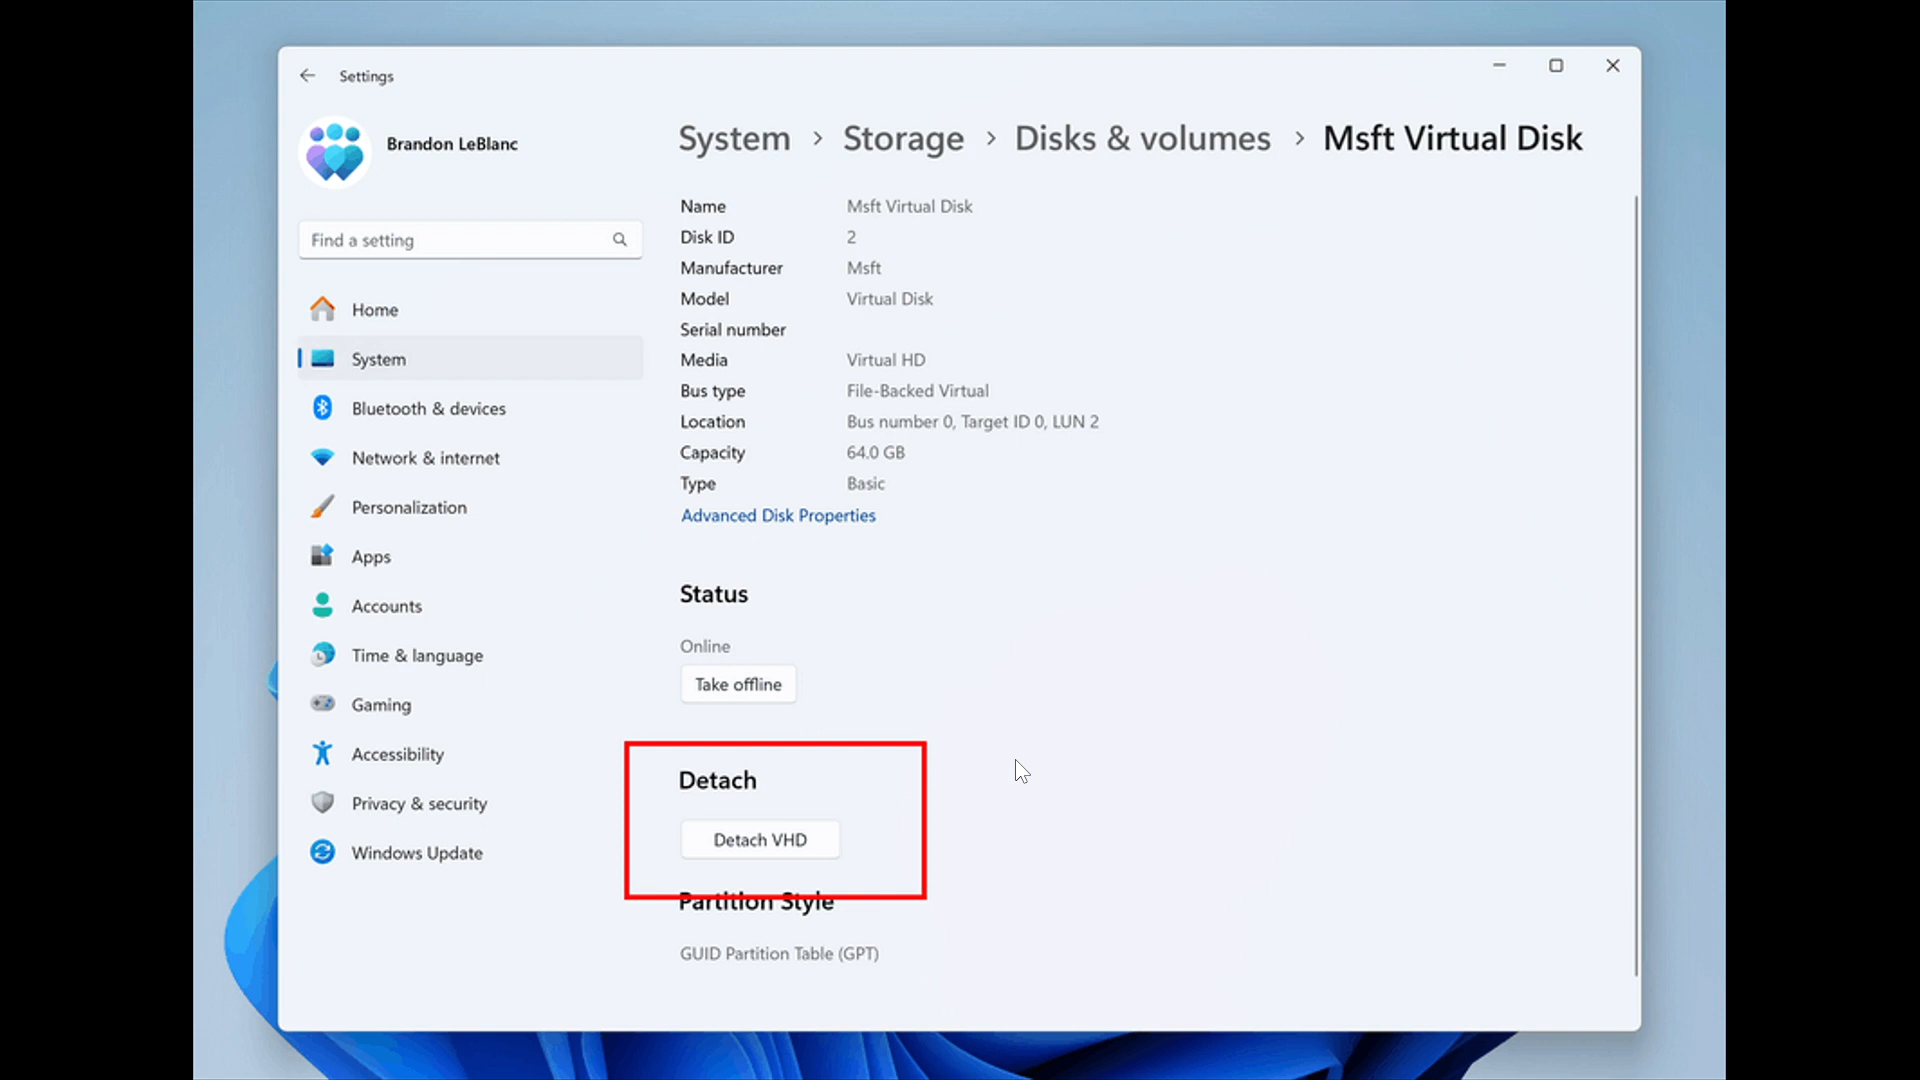 Settings
Brandon LeBlanc
Find a setting
Home
System
Bluetooth & devices
Network & internet
Personalization
Apps
Accounts
Time & language
Gaming
Accessibility
Privacy & security
Windows Update
System > Storage > Disks & volumes > Msft Virtual Disk
Name Msft Virtual Disk
Disk ID 2
Manufacturer Msft
Model Virtual Disk
Serial number
Media Virtual HD
Bus type File-Backed Virtual
Location Bus number 0, Target ID 0, LUN 2
Capacity 64.0 GB
Type Basic
Advanced Disk Properties
Status
Online
Take offline
Detach
Detach VHD
Partition Style
GUID Partition Table (GPT)